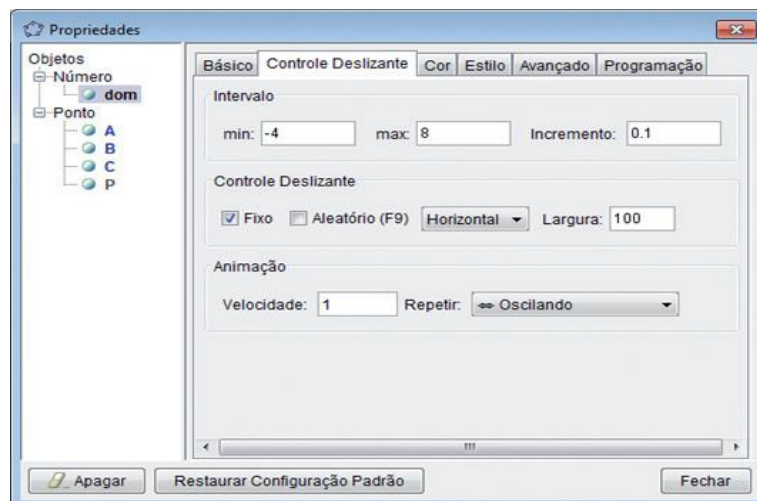 Propriedades
Objetos
Número
dom
Ponto
A
B
C
P
Básico Controle Deslizante Cor Estilo Avançado Programação
Intervalo
min: -4 max: 8 Incremento: 0.1
Controle Deslizante
Fixo Aleatório (F9) Horizontal Largura: 100
Animação
Velocidade: 1 Repetir: ⇔ Oscilando
Apagar Restaurar Configuração Padrão Fechar